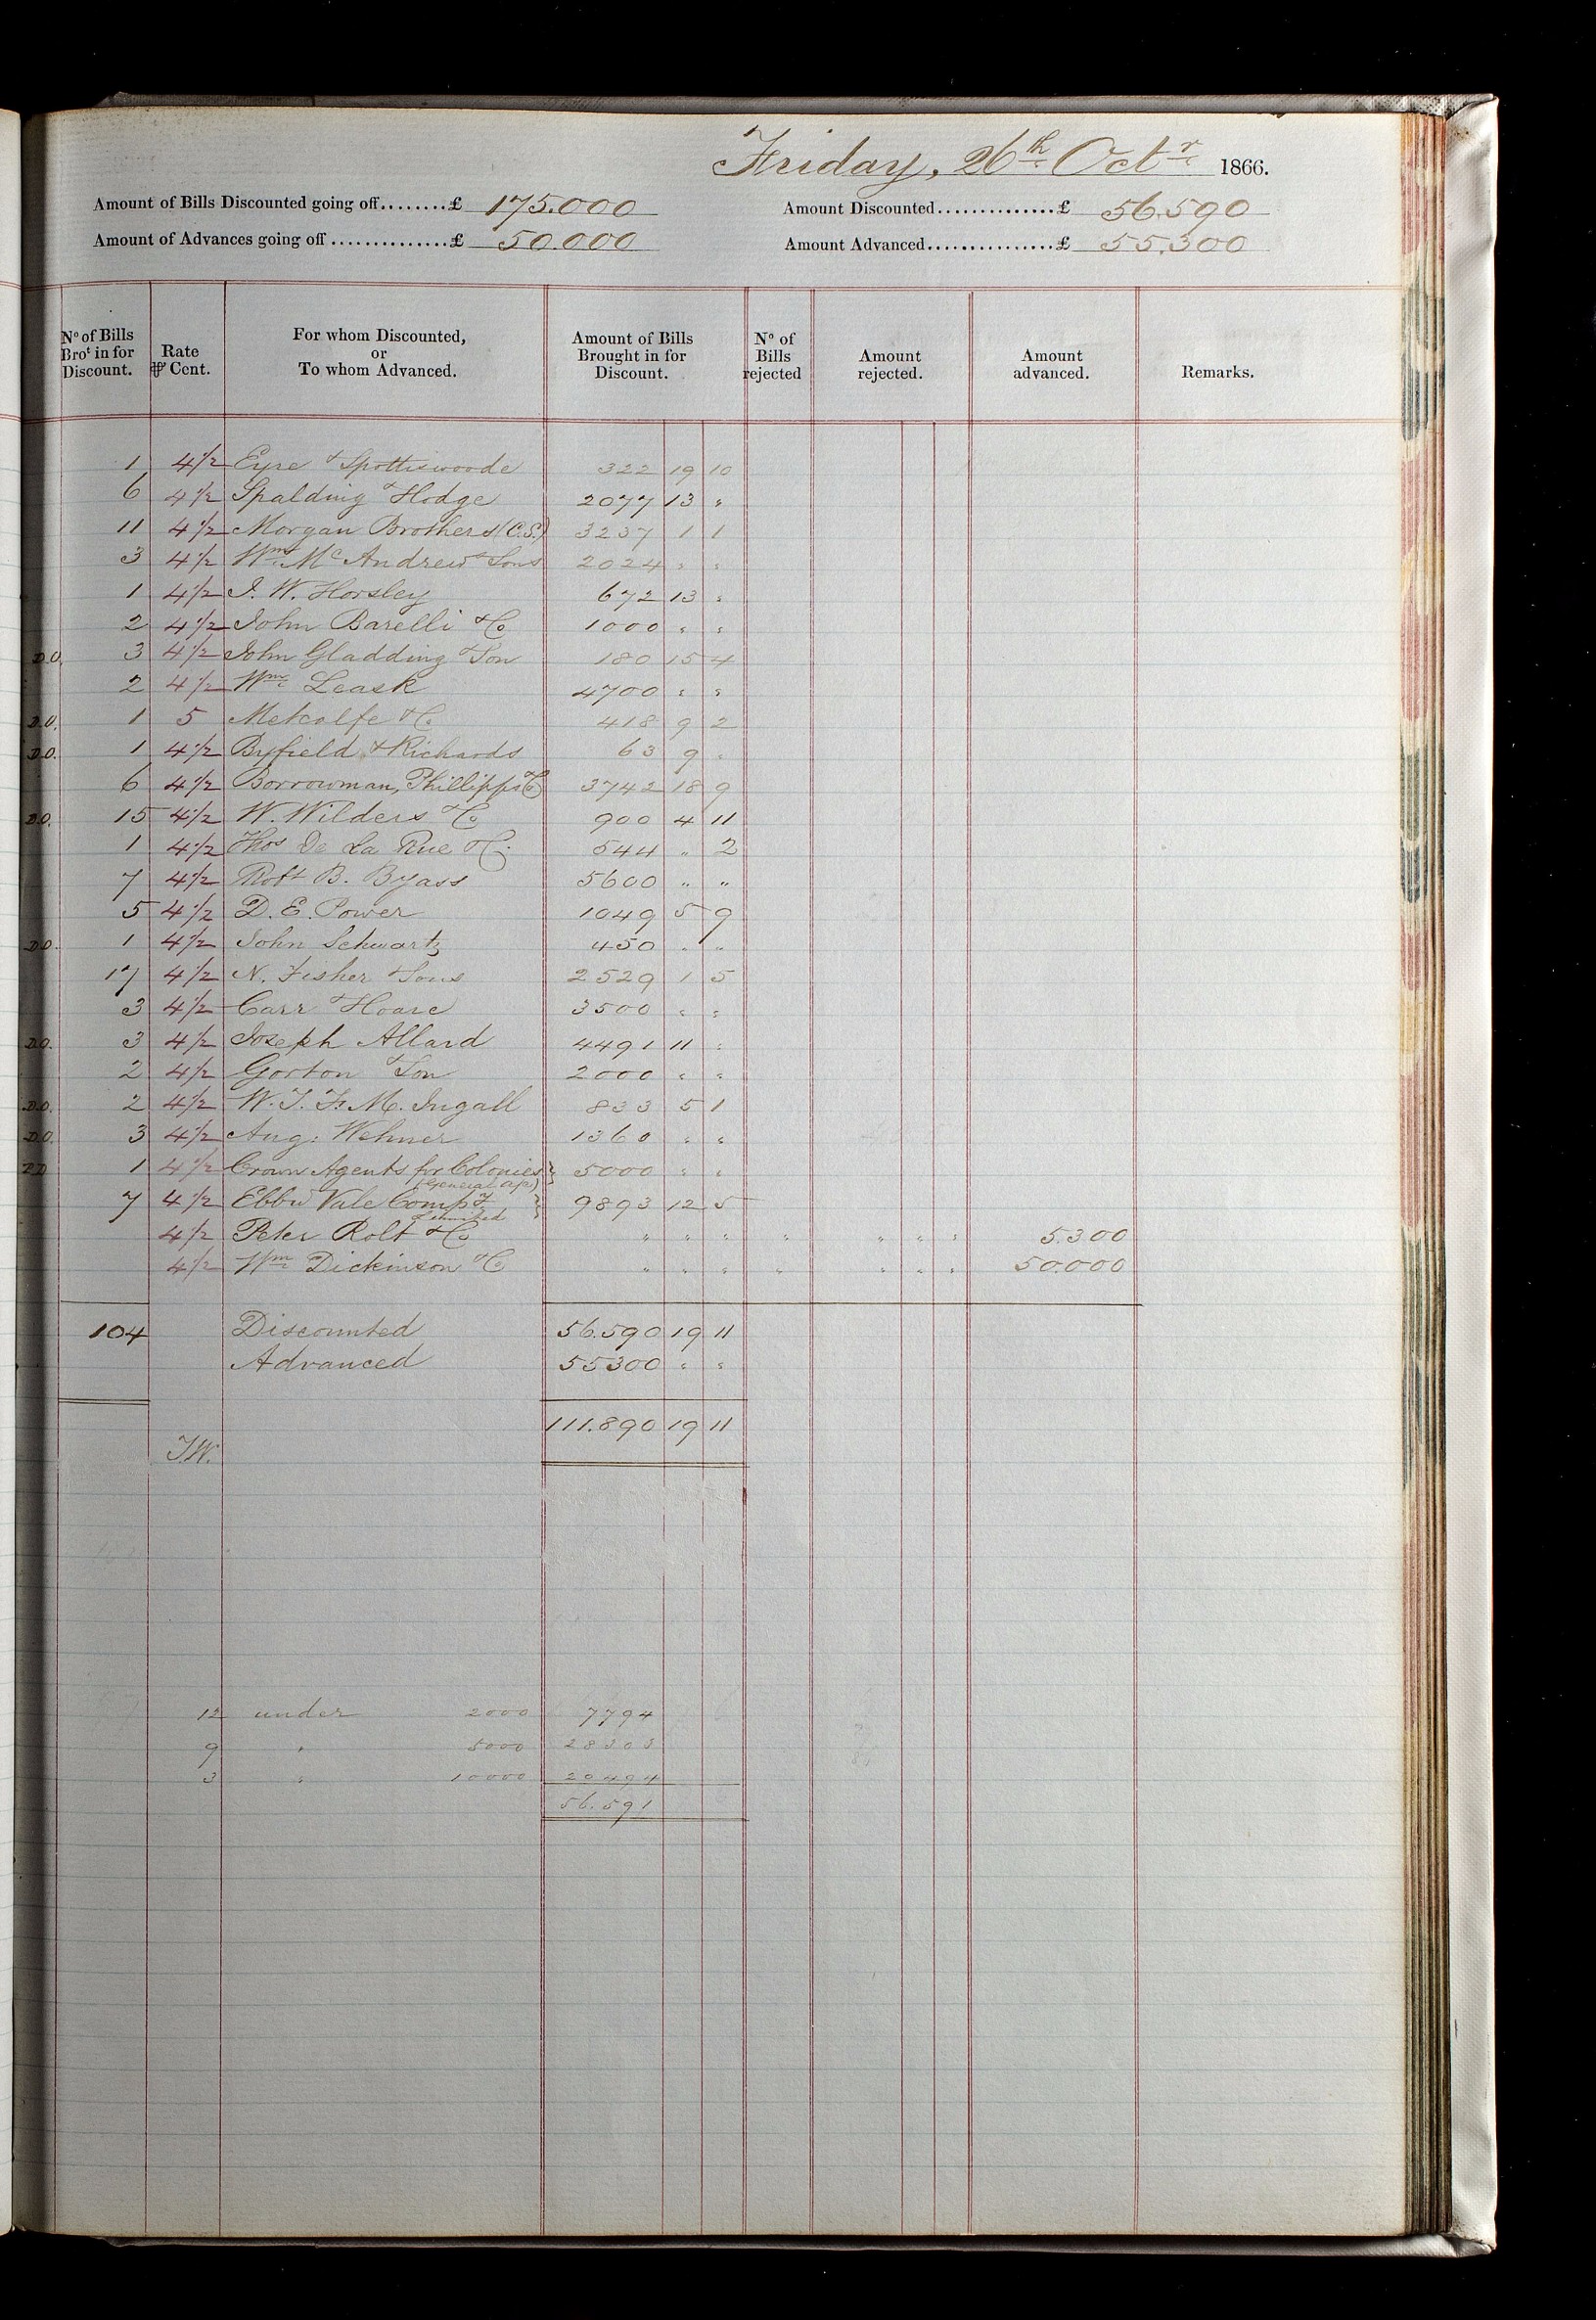 Friday, 26th Octr 1866.
Amount of Bills Discounted going off........£ 175.000 Amount Discounted..............£ 56.590
Amount of Advances going off..............£ 50.000 Amount Advanced...............£ 55.300
No of Bills Brot in for Discount. Rate ⅌ Cent. For whom Discounted, or To whom Advanced. Amount of Bills Brought in for Discount. No of Bills rejected Amount rejected. Amount advanced. Remarks.
1 4½ Eyre & Spottiswoode 322 19 10
6 4½ Spalding & Hodge 2077 13 "
11 4½ Morgan Brothers (C.S.) 3237 1 1
3 4½ Wm McAndrew & Sons 2024 " "
1 4½ J. W. Horsley 672 13 "
2 4½ John Barelli & Co 1000 " "
D.O. 3 4½ John Gladding & Son 180 15 4
2 4½ Wm Leask 4700 " "
D.O. 1 5 Metcalfe & Co 418 9 2
D.O. 1 4½ Byfield & Richards 63 9 "
6 4½ Borrowman, Phillipps & Co 3742 18 9
D.O. 15 4½ W. Wilders & Co 900 4 11
1 4½ Thos De La Rue & Co 544 " 2
7 4½ Robt B. Byass 5600 " "
5 4½ D. E. Power 1049 5 9
D.O. 1 4½ John Schwartz 450 " "
17 4½ N. Fisher & Sons 2529 1 5
3 4½ Carr & Hoare 3500 " "
D.O. 3 4½ Joseph Allard 4491 11 "
2 4½ Gorton & Son 2000 " "
D.O. 2 4½ W. T. F. M. Ingall 833 5 1
D.O. 3 4½ Aug: Wehner 1360 " "
P.D 1 4½ Crown Agents for Colonies } 5000 " "
(General a/c)
7 4½ Ebbw Vale Compy } 9893 12 5
Limited
4½ Peter Rolt & Co " " " " " " " 5.300
4½ Wm Dickinson & Co " " " " " " " 50.000
104 Discounted 56.590 19 11
Advanced 55300 " "
111.890 19 11
J.W.
12 under 2000 7794
9 " 5000 28303
3 " 10000 20494
56.591